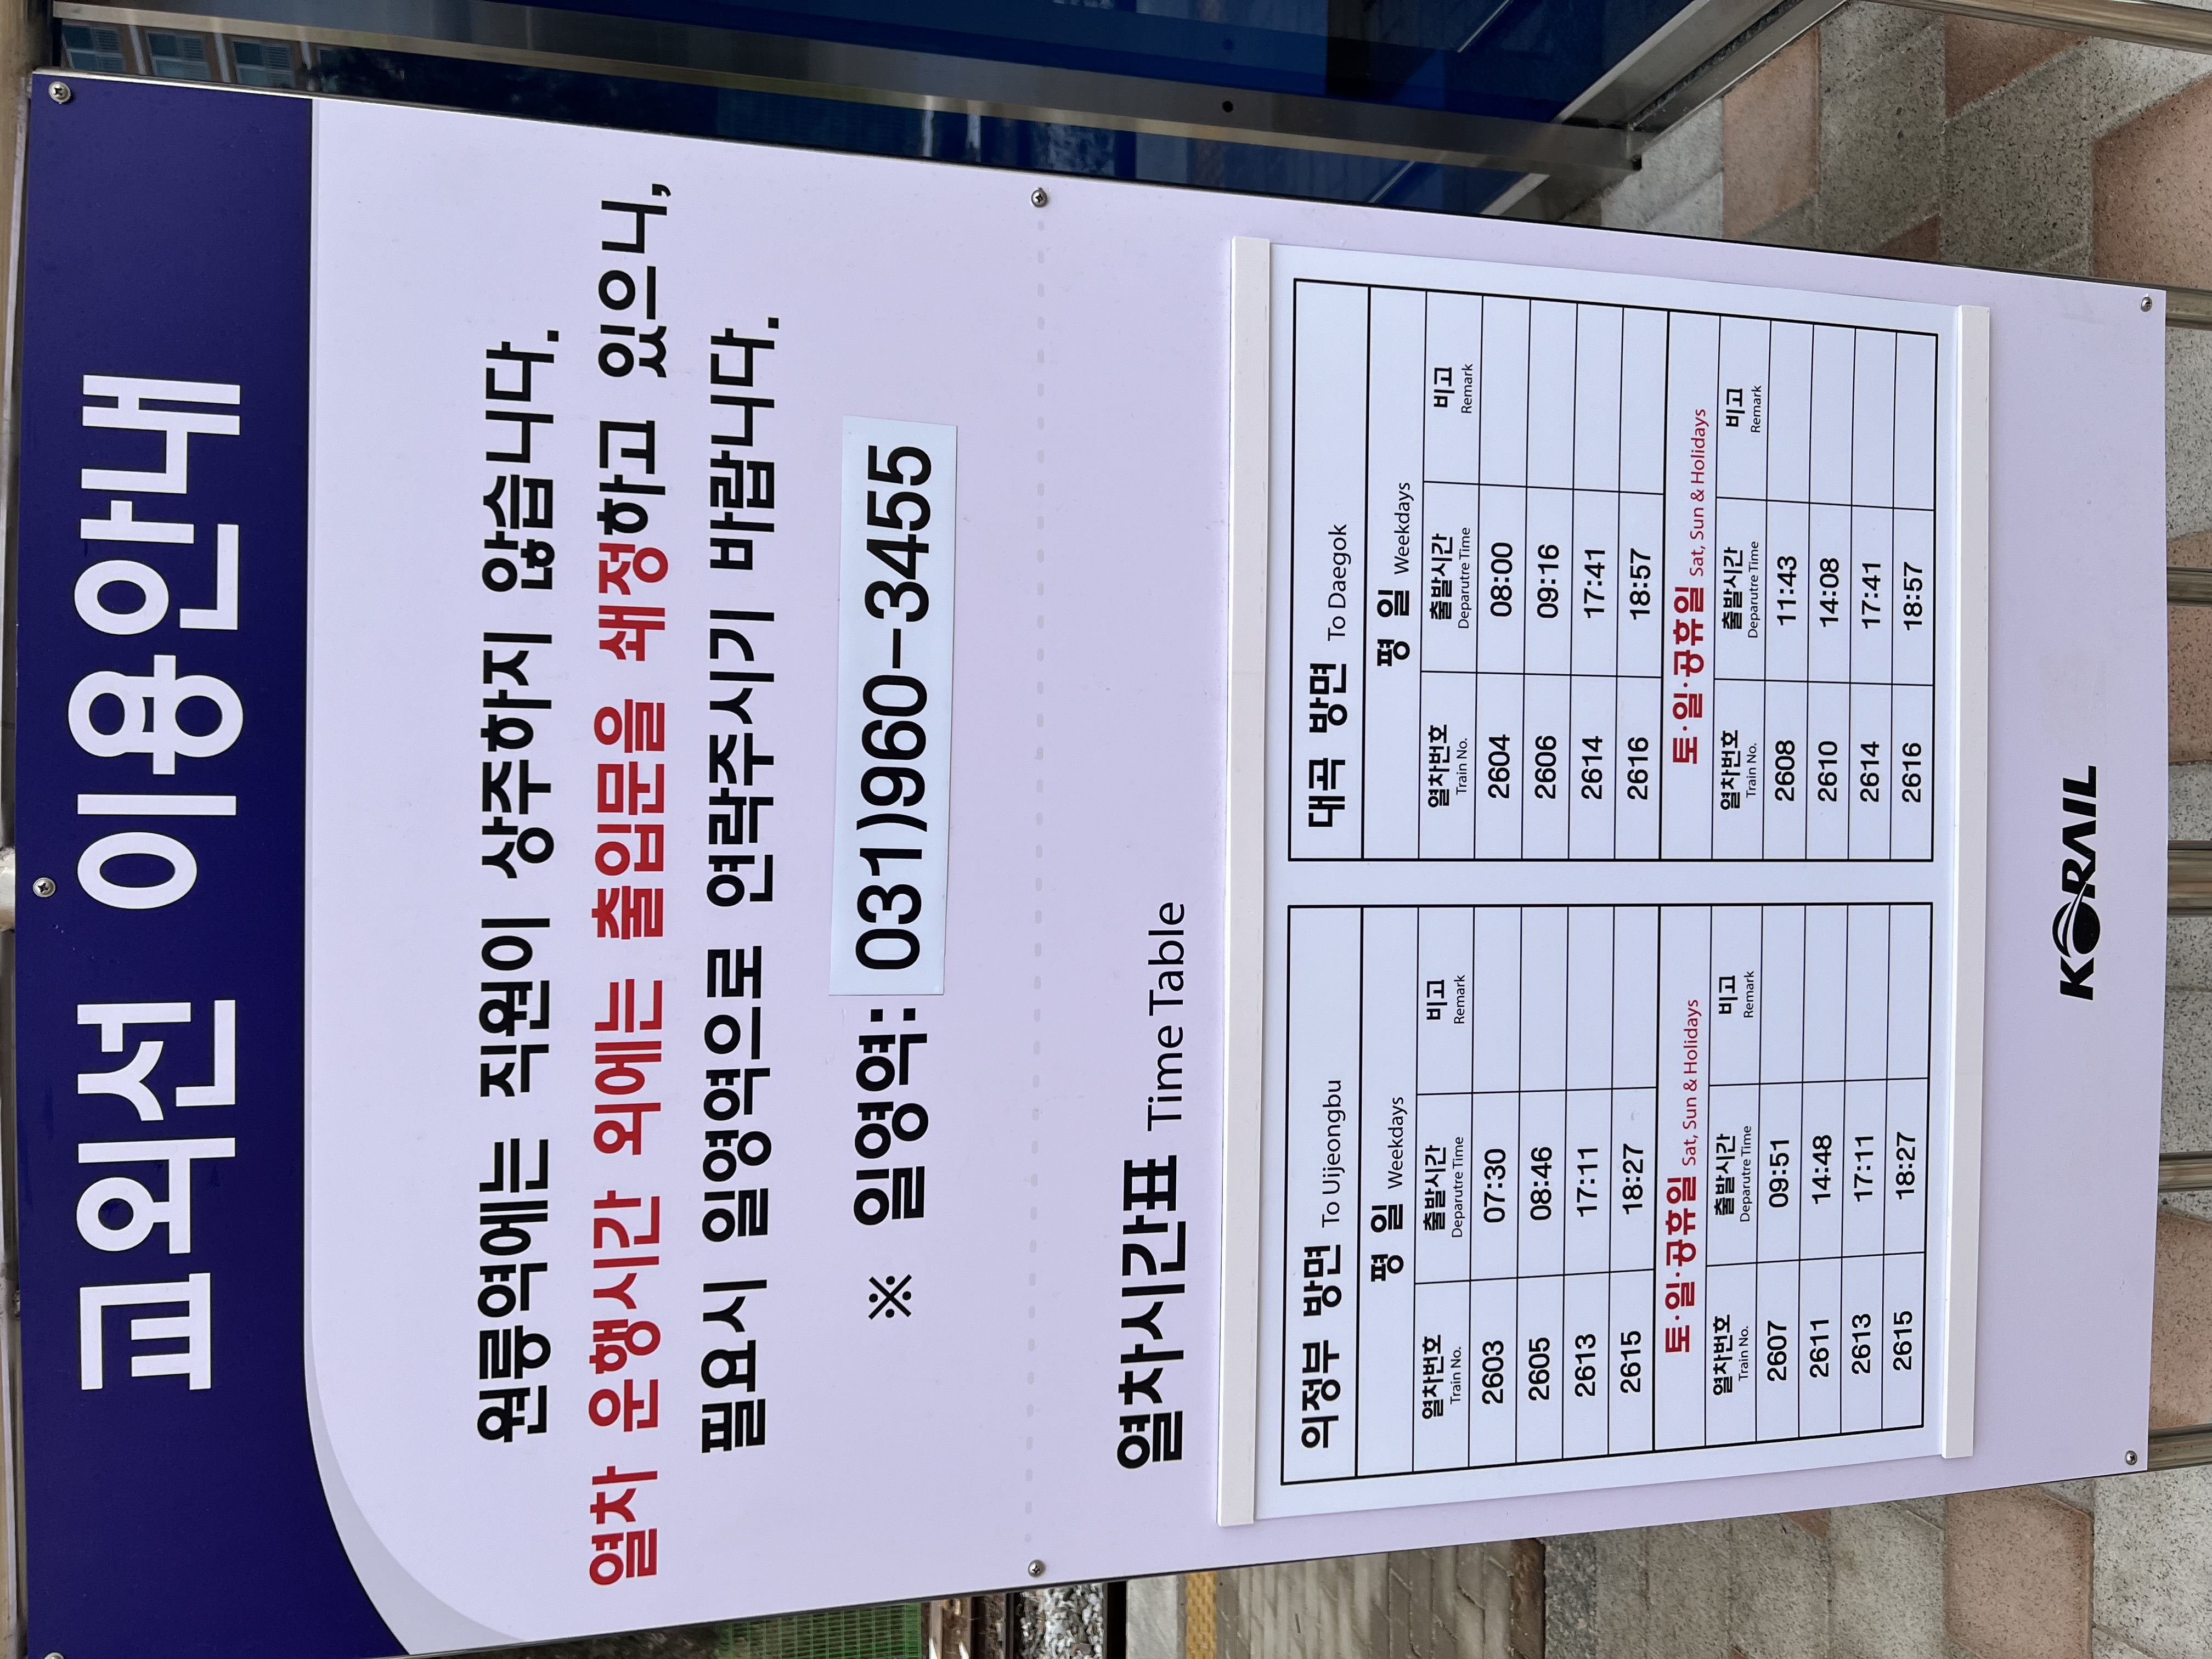 교외선 이용안내
원릉역에는 직원이 상주하지 않습니다.
열차 운행시간 외에는 출입문을 쇄정하고 있으니,
필요시 일영역으로 연락주시기 바랍니다.
※ 일영역: 031)960-3455
열차시간표 Time Table
의정부 방면 To Uijeongbu
평 일 Weekdays
열차번호 출발시간 비고
Train No. Deparutre Time Remark
2603 07:30
2605 08:46
2613 17:11
2615 18:27
토·일·공휴일 Sat, Sun & Holidays
열차번호 출발시간 비고
Train No. Deparutre Time Remark
2607 09:51
2611 14:48
2613 17:11
2615 18:27
대곡 방면 To Daegok
평 일 Weekdays
열차번호 출발시간 비고
Train No. Deparutre Time Remark
2604 08:00
2606 09:16
2614 17:41
2616 18:57
토·일·공휴일 Sat, Sun & Holidays
열차번호 출발시간 비고
Train No. Deparutre Time Remark
2608 11:43
2610 14:08
2614 17:41
2616 18:57
KORAIL